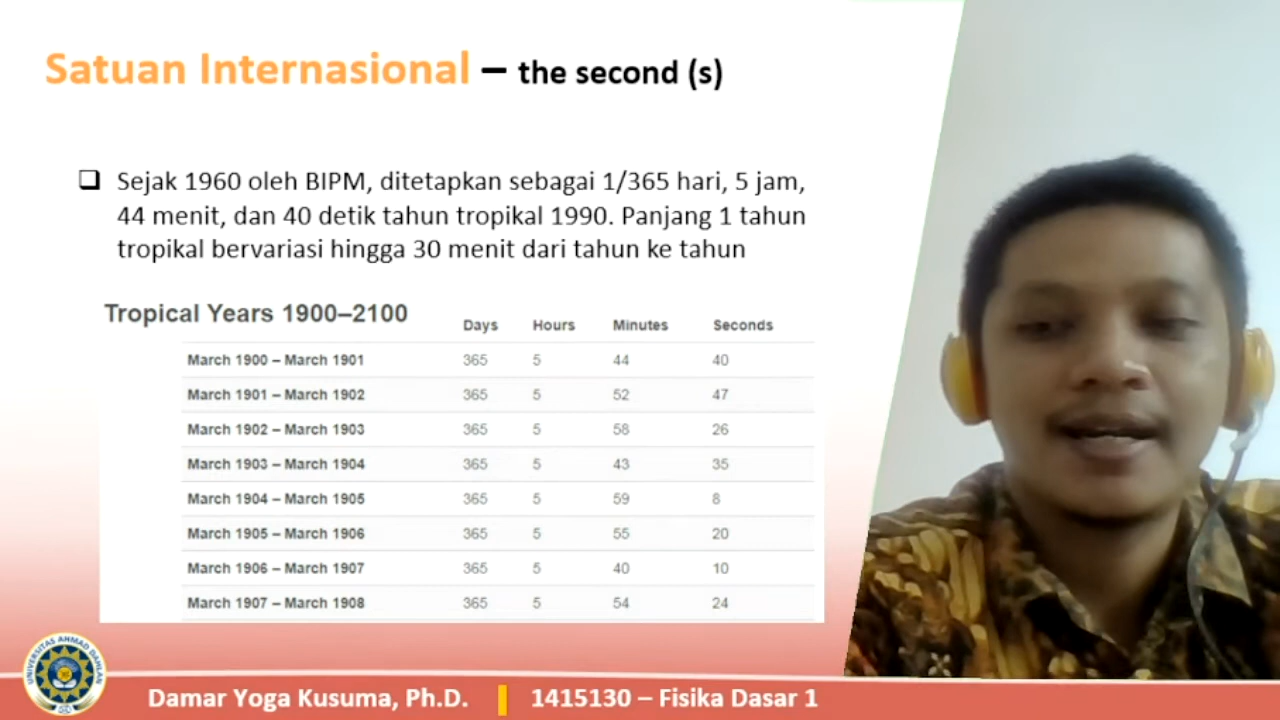 Satuan Internasional – the second (s)
❑ Sejak 1960 oleh BIPM, ditetapkan sebagai 1/365 hari, 5 jam,
44 menit, dan 40 detik tahun tropikal 1990. Panjang 1 tahun
tropikal bervariasi hingga 30 menit dari tahun ke tahun
Tropical Years 1900–2100
Days Hours Minutes Seconds
March 1900 – March 1901 365 5 44 40
March 1901 – March 1902 365 5 52 47
March 1902 – March 1903 365 5 58 26
March 1903 – March 1904 365 5 43 35
March 1904 – March 1905 365 5 59 8
March 1905 – March 1906 365 5 55 20
March 1906 – March 1907 365 5 40 10
March 1907 – March 1908 365 5 54 24
UNIVERSITAS AHMAD DAHLAN
Damar Yoga Kusuma, Ph.D. | 1415130 – Fisika Dasar 1